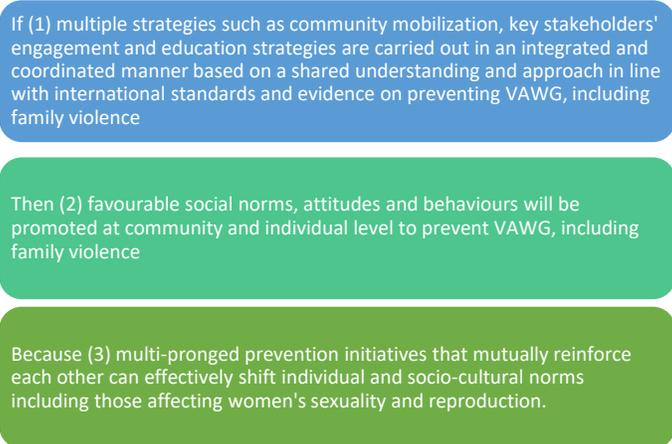 If (1) multiple strategies such as community mobilization, key stakeholders'
engagement and education strategies are carried out in an integrated and
coordinated manner based on a shared understanding and approach in line
with international standards and evidence on preventing VAWG, including
family violence
Then (2) favourable social norms, attitudes and behaviours will be
promoted at community and individual level to prevent VAWG, including
family violence
Because (3) multi-pronged prevention initiatives that mutually reinforce
each other can effectively shift individual and socio-cultural norms
including those affecting women's sexuality and reproduction.